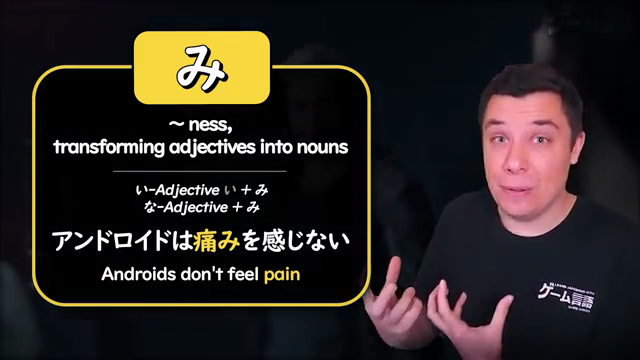 み
~ ness,
transforming adjectives into nouns
い-Adjective い + み
な-Adjective + み
アンドロイドは痛みを感じない
Androids don't feel pain
ゲーム言語